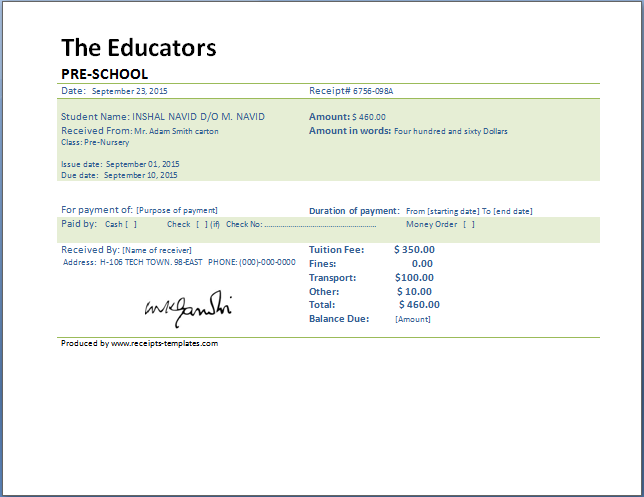 The Educators
PRE-SCHOOL
Date: September 23, 2015 Receipt# 6756-098A
Student Name: INSHAL NAVID D/O M. NAVID Amount: $ 460.00
Received From: Mr. Adam Smith carton Amount in words: Four hundred and sixty Dollars
Class: Pre-Nursery
Issue date: September 01, 2015
Due date: September 10, 2015
For payment of: [Purpose of payment] Duration of payment: From [starting date] To [end date]
Paid by: Cash [ ] Check [ ] (if) Check No: ........................................................ Money Order [ ]
Received By: [Name of receiver] Tuition Fee: $ 350.00
Address: H-106 TECH TOWN. 98-EAST PHONE: (000)-000-0000 Fines: 0.00
Transport: $100.00
Other: $ 10.00
mkgandhi Total: $ 460.00
Balance Due: [Amount]
Produced by www.receipts-templates.com